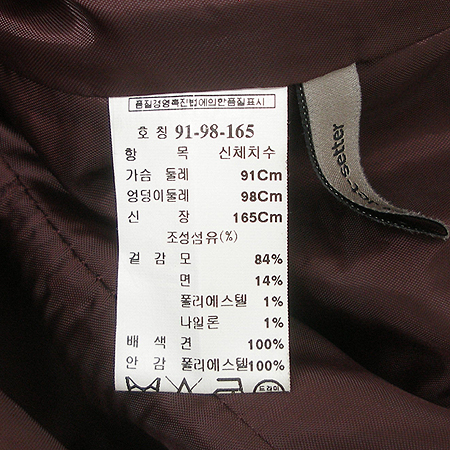 품질경영촉진법에의한품질표시
호 칭 91-98-165
항 목 신체치수
가슴 둘레 91Cm
엉덩이둘레 98Cm
신 장 165Cm
조성섬유(%)
겉 감 모 84%
면 14%
폴리에스텔 1%
나일론 1%
배 색 견 100%
안 감 폴리에스텔100%
드라이
setter